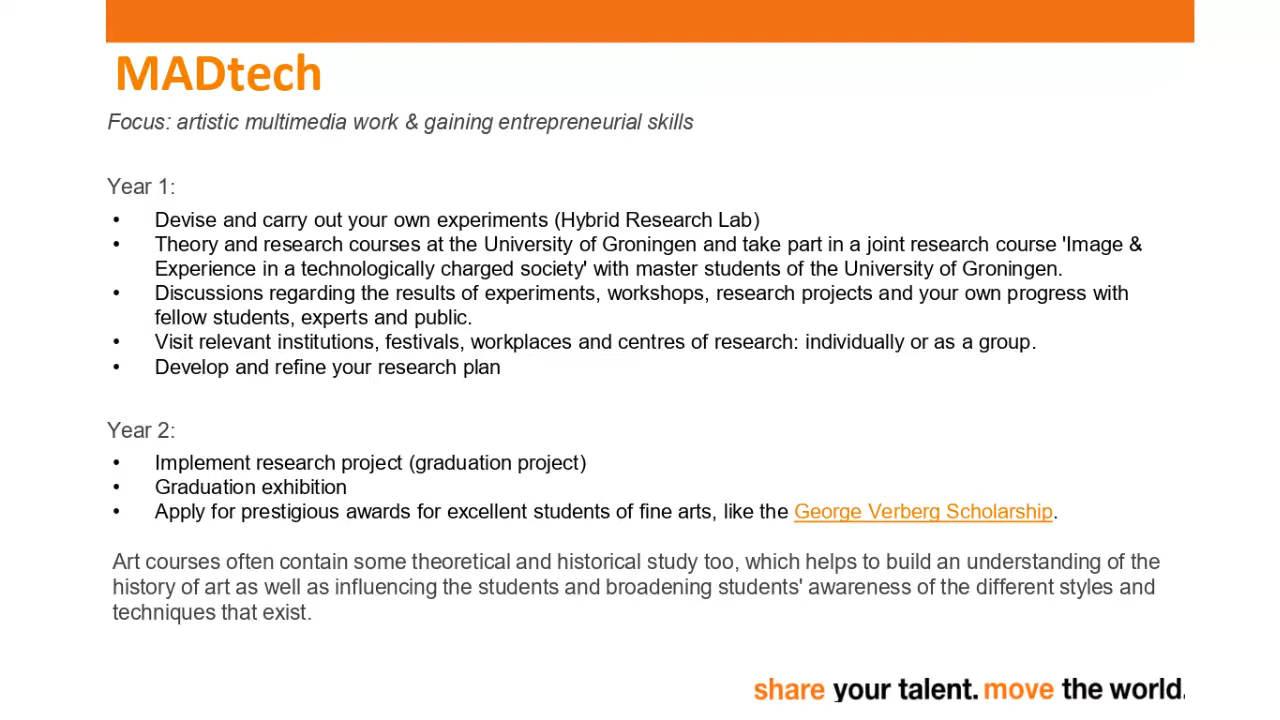 MADtech
Focus: artistic multimedia work & gaining entrepreneurial skills
Year 1:
• Devise and carry out your own experiments (Hybrid Research Lab)
• Theory and research courses at the University of Groningen and take part in a joint research course 'Image &
Experience in a technologically charged society' with master students of the University of Groningen.
• Discussions regarding the results of experiments, workshops, research projects and your own progress with
fellow students, experts and public.
• Visit relevant institutions, festivals, workplaces and centres of research: individually or as a group.
• Develop and refine your research plan
Year 2:
• Implement research project (graduation project)
• Graduation exhibition
• Apply for prestigious awards for excellent students of fine arts, like the George Verberg Scholarship.
Art courses often contain some theoretical and historical study too, which helps to build an understanding of the
history of art as well as influencing the students and broadening students' awareness of the different styles and
techniques that exist.
share your talent. move the world.